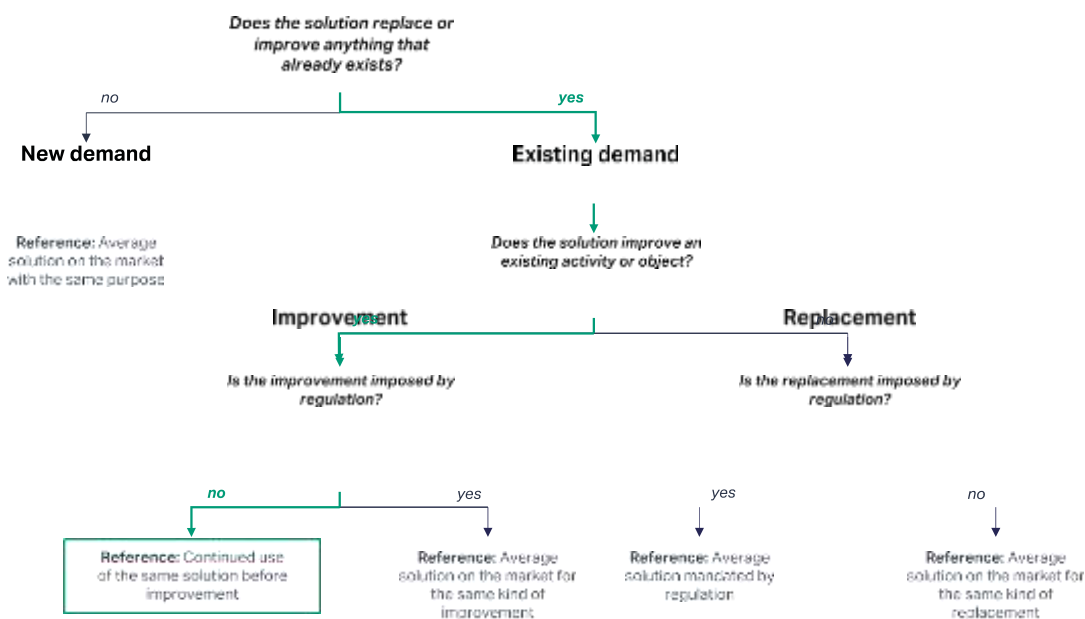 Does the solution replace or
improve anything that
already exists?
no
yes
New demand
Existing demand
Reference: Average
solution on the market
with the same purpose
Does the solution improve an
existing activity or object?
Improvement
yes
Replacement
no
Is the improvement imposed by
regulation?
Is the replacement imposed by
regulation?
no
yes
yes
no
Reference: Continued use
of the same solution before
improvement
Reference: Average
solution on the market for
the same kind of
improvement
Reference: Average
solution mandated by
regulation
Reference: Average
solution on the market for
the same kind of
replacement